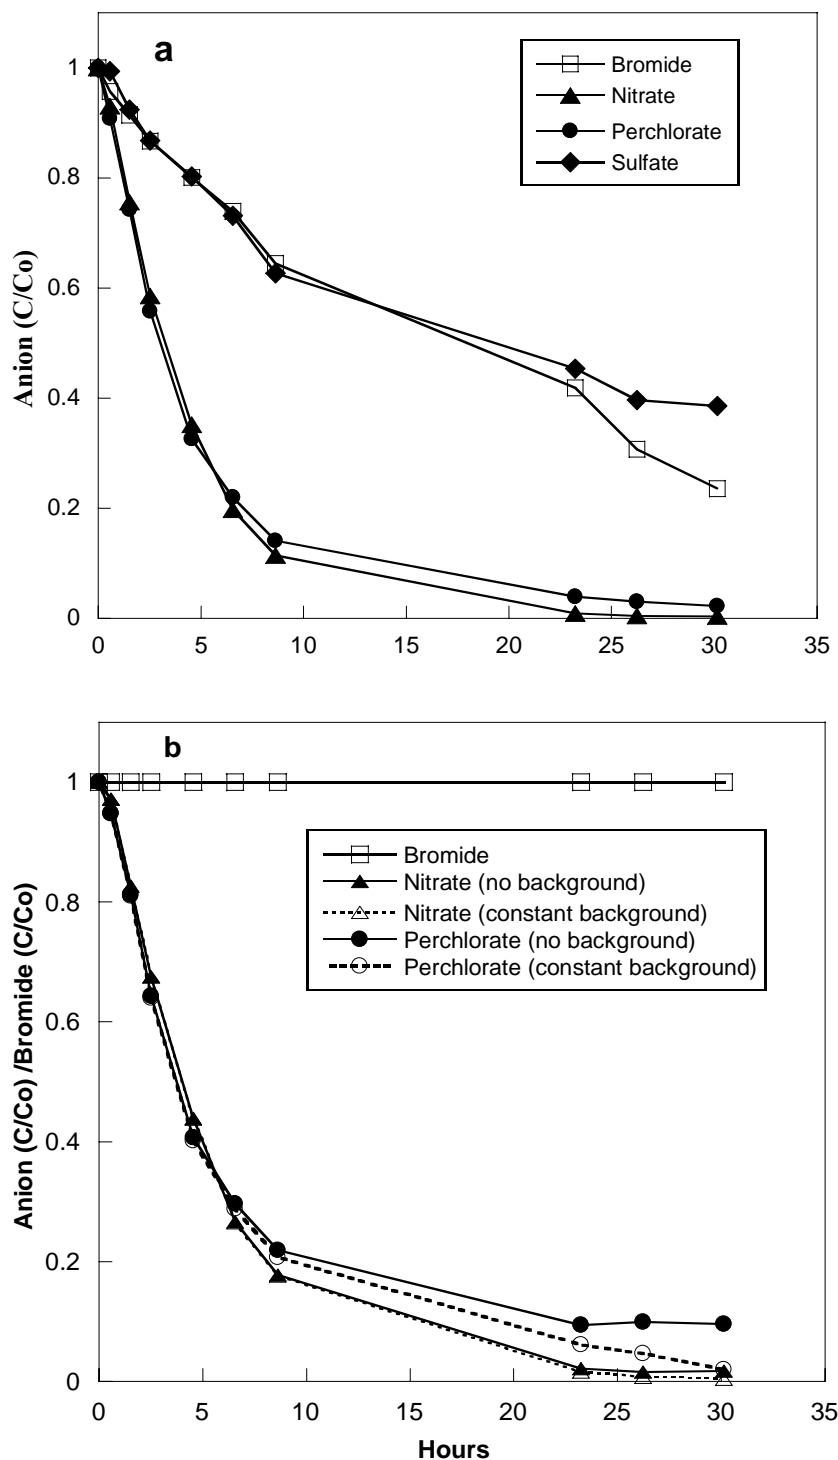 a
Bromide
Nitrate
Perchlorate
Sulfate
Anion (C/Co)
1
0.8
0.6
0.4
0.2
0
0 5 10 15 20 25 30 35
b
Bromide
Nitrate (no background)
Nitrate (constant background)
Perchlorate (no background)
Perchlorate (constant background)
Anion (C/Co) /Bromide (C/Co)
1
0.8
0.6
0.4
0.2
0
0 5 10 15 20 25 30 35
Hours